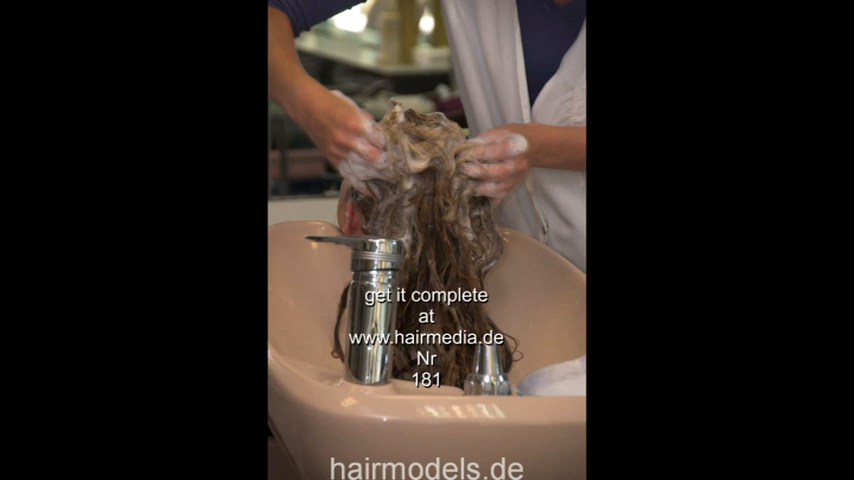 get it complete
at
www.hairmedia.de
Nr
181
hairmodels.de